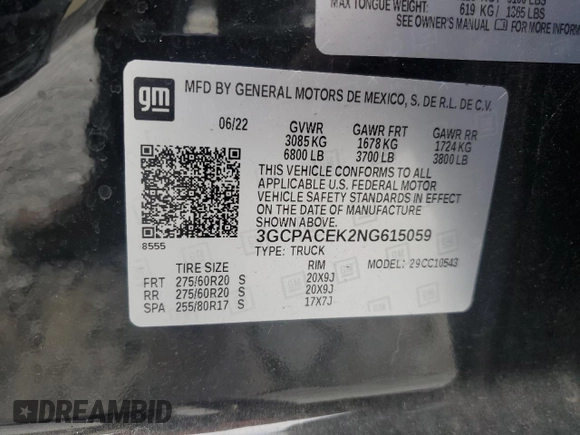 MAX TONGUE WEIGHT: 619 KG / 1365 LBS
SEE OWNER'S MANUAL FOR MORE INFORM
gm
MFD BY GENERAL MOTORS DE MEXICO, S. DE R.L. DE C.V.
06/22 GVWR GAWR FRT GAWR RR
3085 KG 1678 KG 1724 KG
6800 LB 3700 LB 3800 LB
THIS VEHICLE CONFORMS TO ALL
APPLICABLE U.S. FEDERAL MOTOR
VEHICLE SAFETY STANDARDS IN EFFECT
ON THE DATE OF MANUFACTURE
SHOWN ABOVE.
8555 3GCPACEK2NG615059
TYPE: TRUCK MODEL: 29CC10543
TIRE SIZE RIM
FRT 275/60R20 S 20X9J
RR 275/60R20 S 20X9J
SPA 255/80R17 S 17X7J
DREAMBID